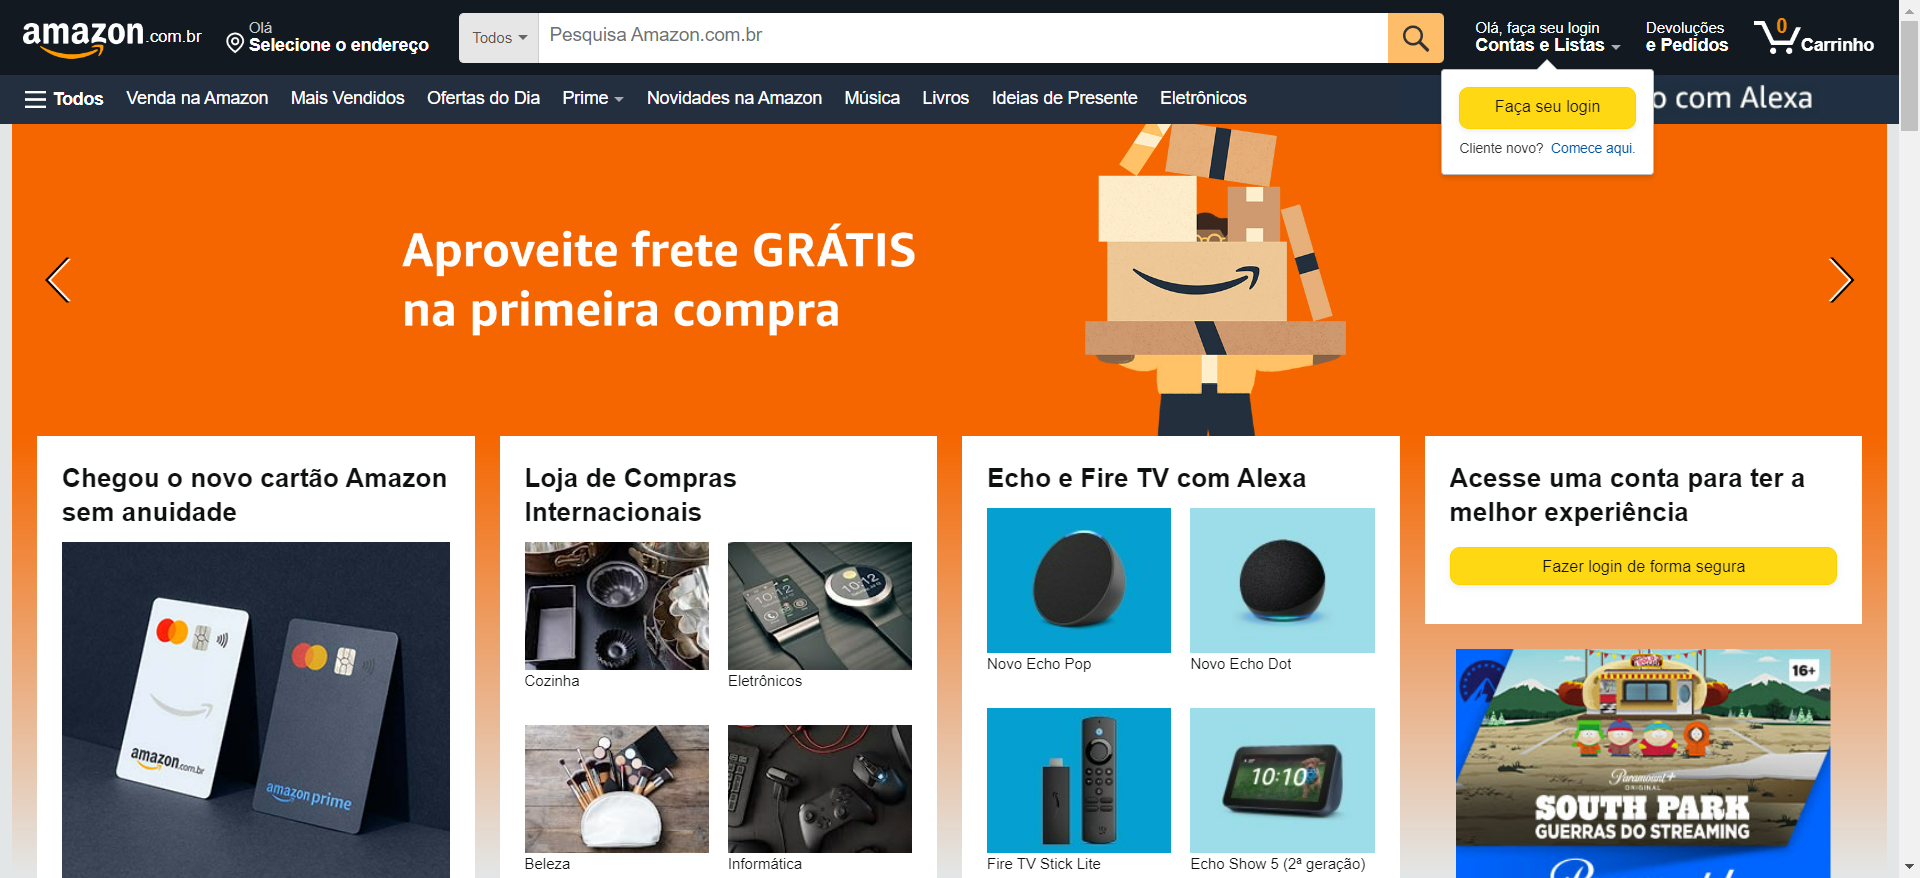 amazon.com.br
Olá
Selecione o endereço
Todos
Pesquisa Amazon.com.br
Olá, faça seu login
Contas e Listas
Devoluções
e Pedidos
0
Carrinho
Todos
Venda na Amazon
Mais Vendidos
Ofertas do Dia
Prime
Novidades na Amazon
Música
Livros
Ideias de Presente
Eletrônicos
o com Alexa
Faça seu login
Cliente novo? Comece aqui.
Aproveite frete GRÁTIS
na primeira compra
Chegou o novo cartão Amazon
sem anuidade
amazon.com.br
amazon prime
Loja de Compras
Internacionais
10:12
10:12
Cozinha
Eletrônicos
Beleza
Informática
Echo e Fire TV com Alexa
Novo Echo Pop
Novo Echo Dot
10:10
Fire TV Stick Lite
Echo Show 5 (2ª geração)
Acesse uma conta para ter a
melhor experiência
Fazer login de forma segura
16+
Paramount+
ORIGINAL
SOUTH PARK
GUERRAS DO STREAMING